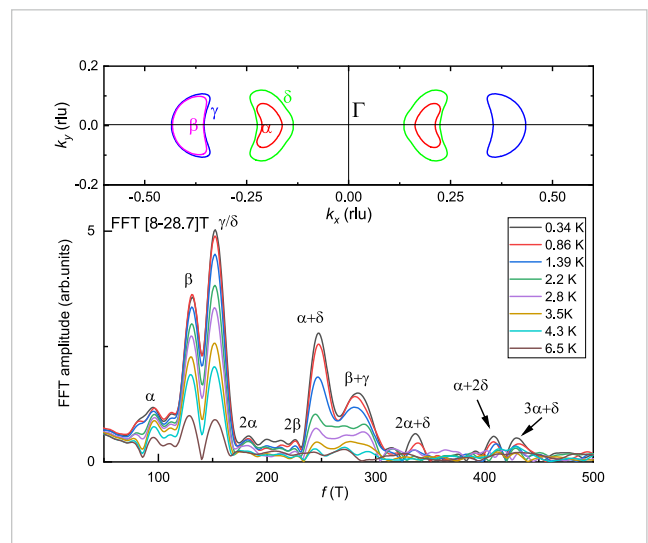 0.2
0.0
-0.2
k_y (rlu)
β
γ
α
δ
Γ
-0.50
-0.25
0.00
0.25
0.50
k_x (rlu)
FFT [8-28.7]T
γ/δ
5
0
FFT amplitude (arb.units)
α
β
2α
2β
α+δ
β+γ
2α+δ
α+2δ
3α+δ
0.34 K
0.86 K
1.39 K
2.2 K
2.8 K
3.5K
4.3 K
6.5 K
100
200
300
400
500
f (T)